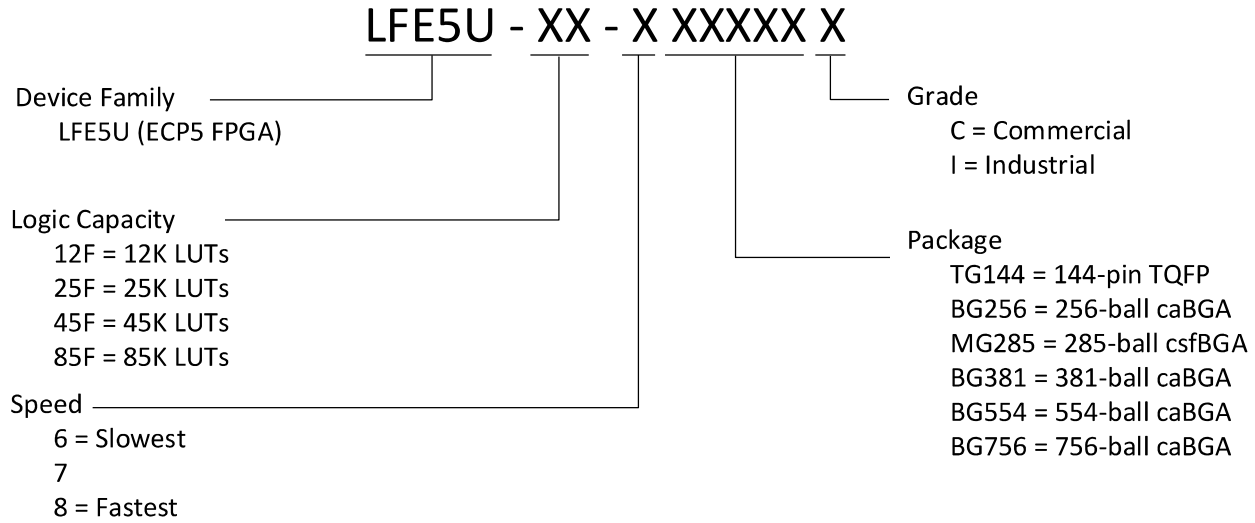 LFE5U - XX - X XXXXX X
Device Family
LFE5U (ECP5 FPGA)
Logic Capacity
12F = 12K LUTs
25F = 25K LUTs
45F = 45K LUTs
85F = 85K LUTs
Speed
6 = Slowest
7
8 = Fastest
Grade
C = Commercial
I = Industrial
Package
TG144 = 144-pin TQFP
BG256 = 256-ball caBGA
MG285 = 285-ball csfBGA
BG381 = 381-ball caBGA
BG554 = 554-ball caBGA
BG756 = 756-ball caBGA